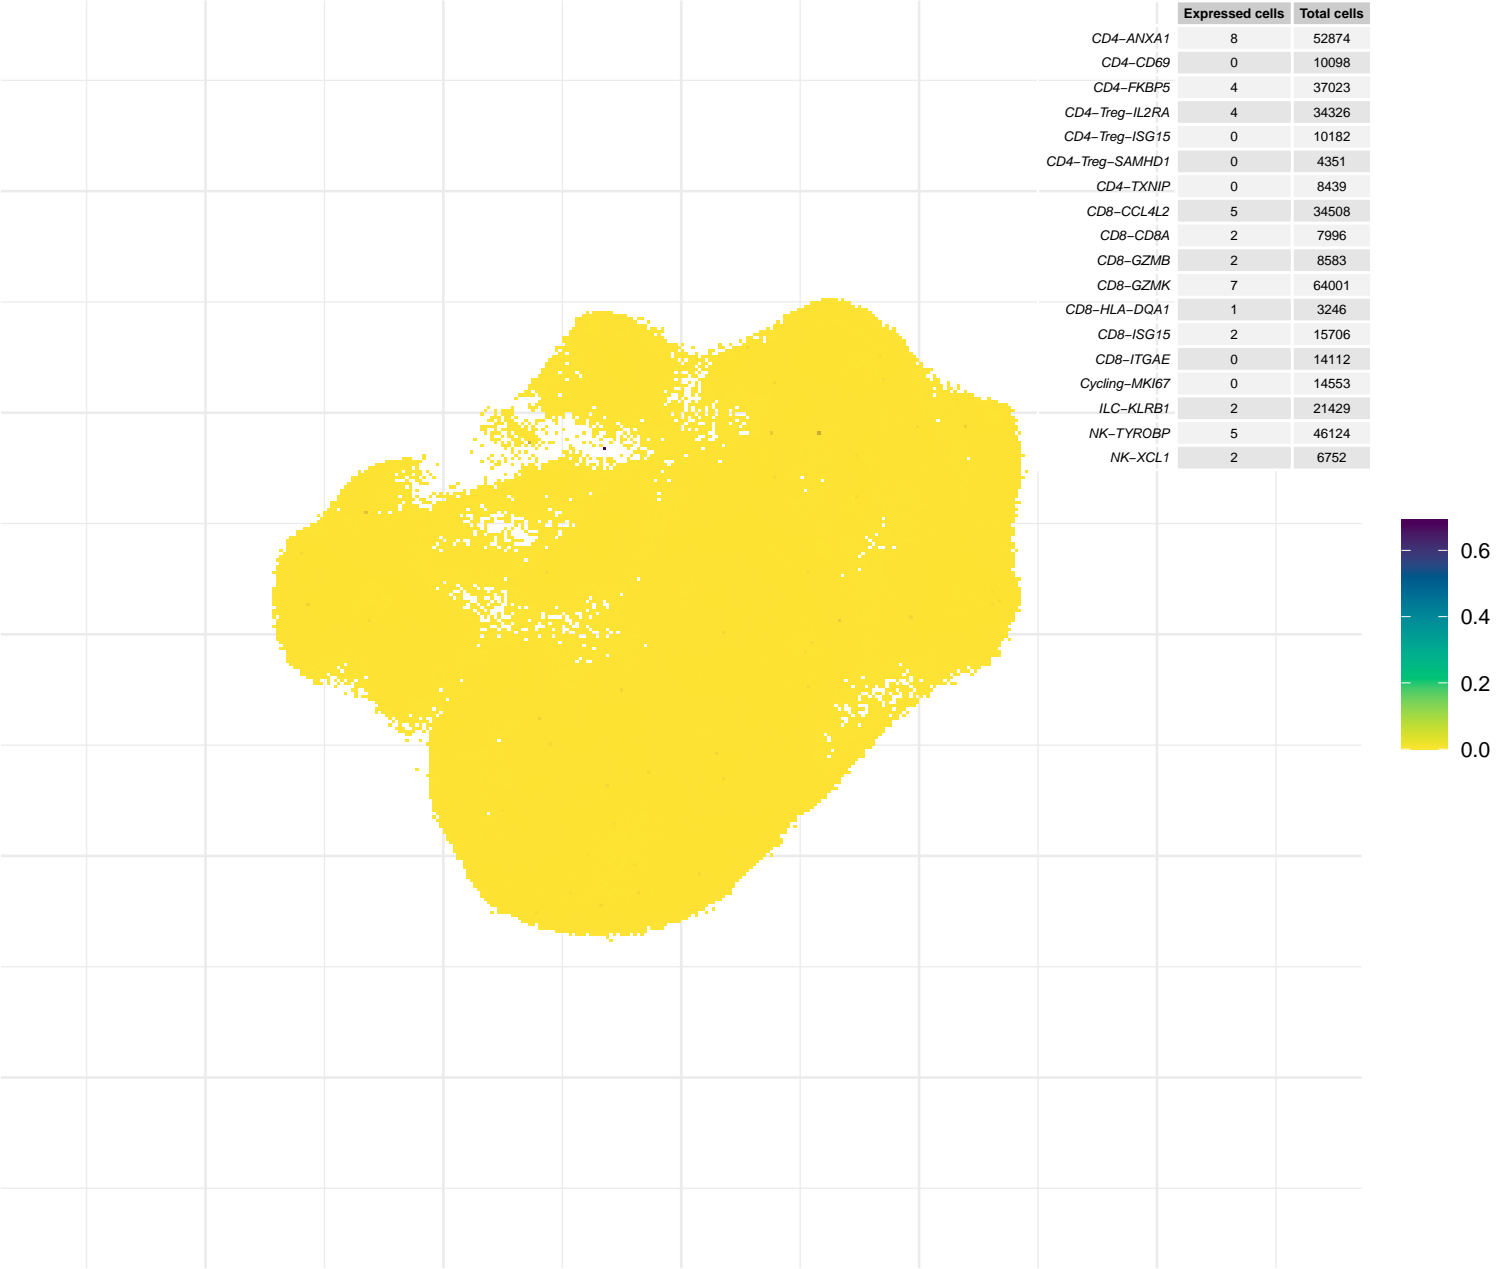 Expressed cells Total cells
CD4−ANXA1 8 52874
CD4−CD69 0 10098
CD4−FKBP5 4 37023
CD4−Treg−IL2RA 4 34326
CD4−Treg−ISG15 0 10182
CD4−Treg−SAMHD1 0 4351
CD4−TXNIP 0 8439
CD8−CCL4L2 5 34508
CD8−CD8A 2 7996
CD8−GZMB 2 8583
CD8−GZMK 7 64001
CD8−HLA−DQA1 1 3246
CD8−ISG15 2 15706
CD8−ITGAE 0 14112
Cycling−MKI67 0 14553
ILC−KLRB1 2 21429
NK−TYROBP 5 46124
NK−XCL1 2 6752
0.6
0.4
0.2
0.0